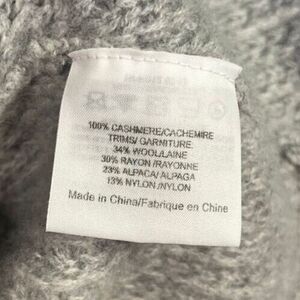 100% CASHMERE/CACHEMIRE
TRIMS/ GARNITURE:
34% WOOL/LAINE
30% RAYON /RAYONNE
23% ALPACA/ ALPAGA
13% NYLON /NYLON
Made in China/Fabrique en Chine